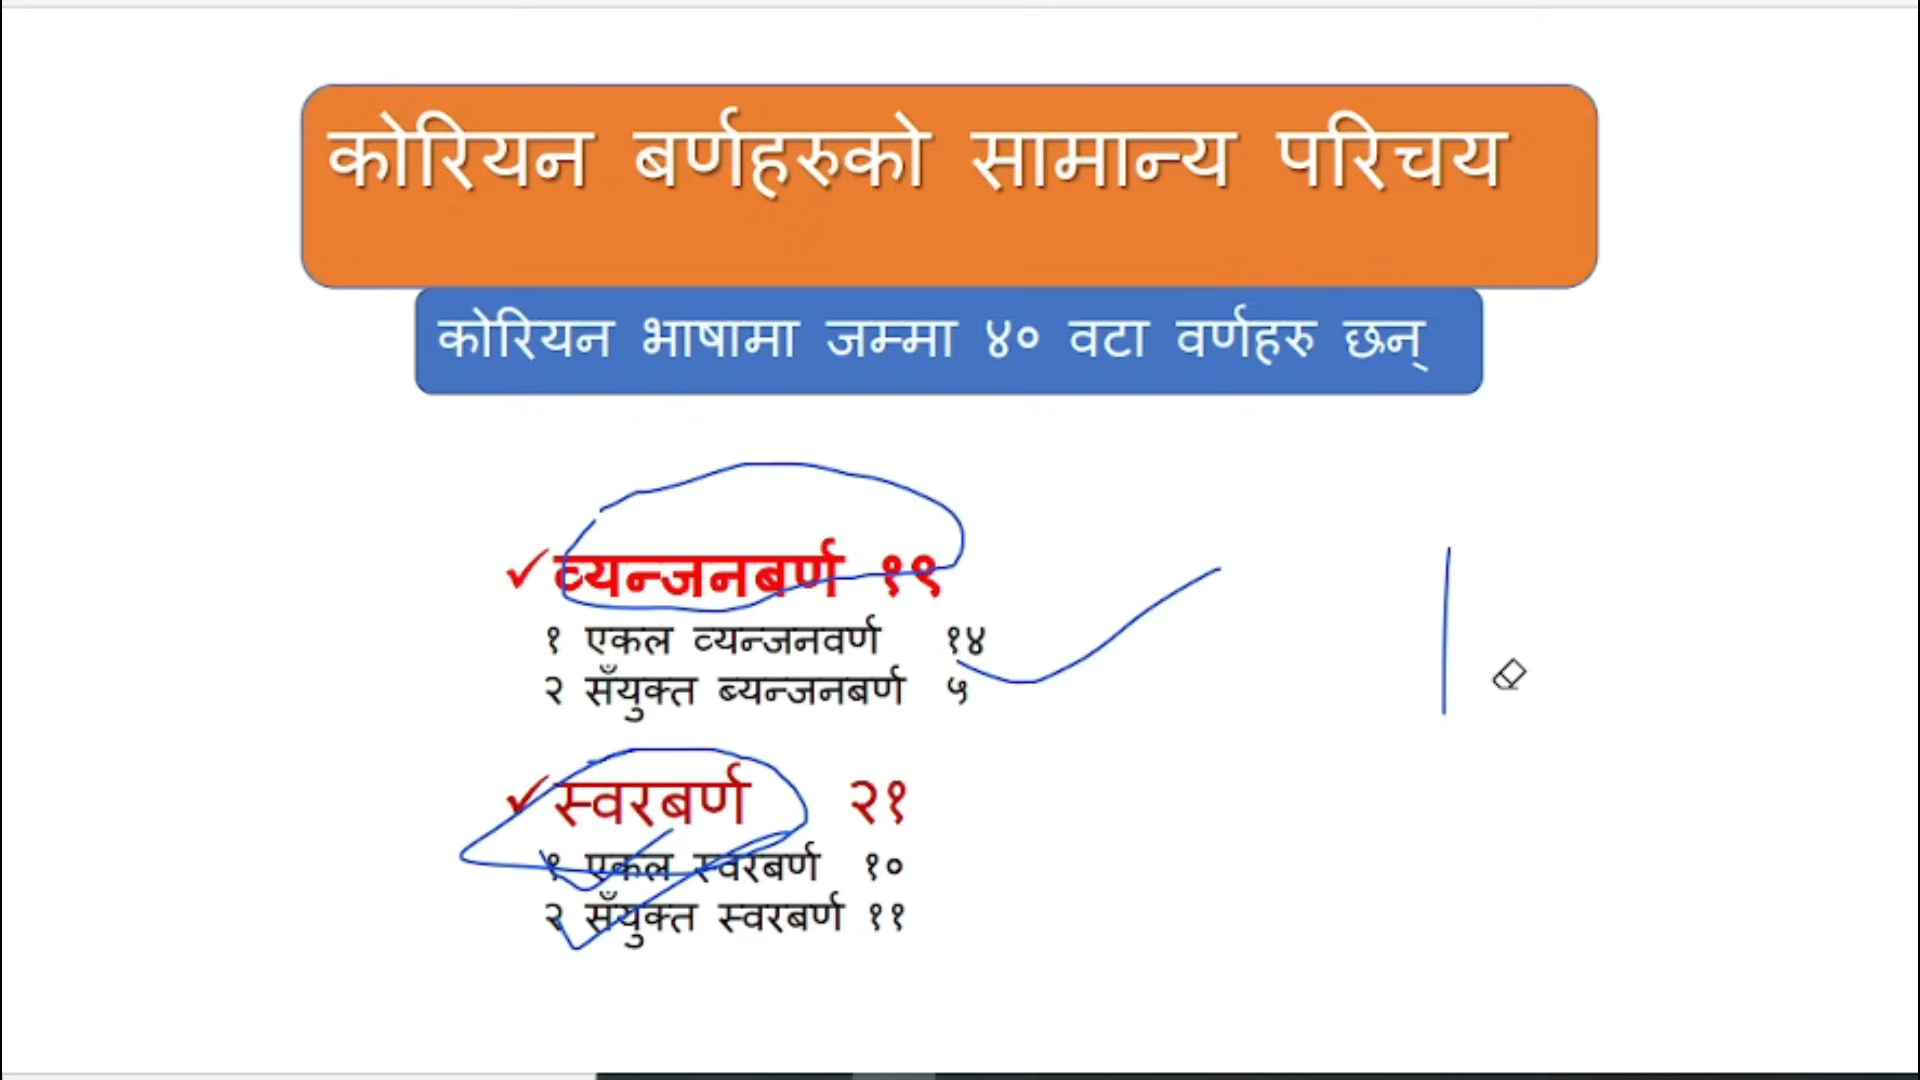 कोरियन बर्णहरुको सामान्य परिचय
कोरियन भाषामा जम्मा ४० वटा वर्णहरु छन्
✓व्यन्जनबर्ण १९
१ एकल व्यन्जनवर्ण १४
२ सँयुक्त ब्यन्जनबर्ण ५
✓स्वरबर्ण २१
१ एकल स्वरबर्ण १०
२ सँयुक्त स्वरबर्ण ११